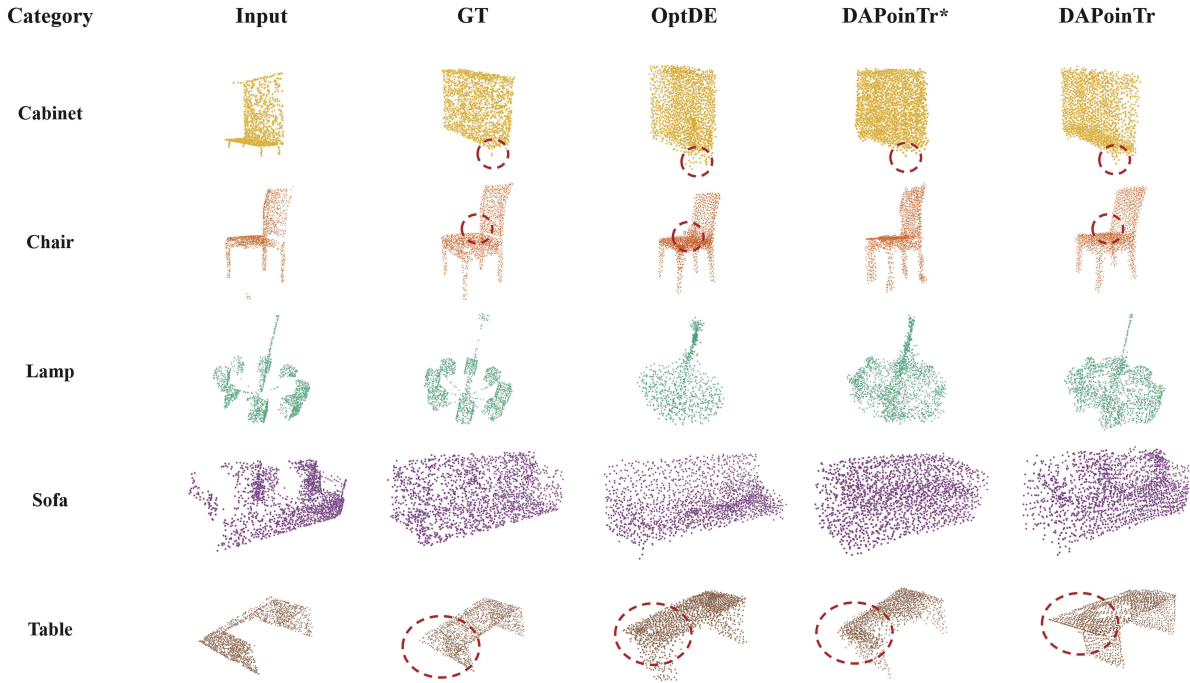 Category Input GT OptDE DAPoinTr* DAPoinTr
Cabinet
Chair
Lamp
Sofa
Table